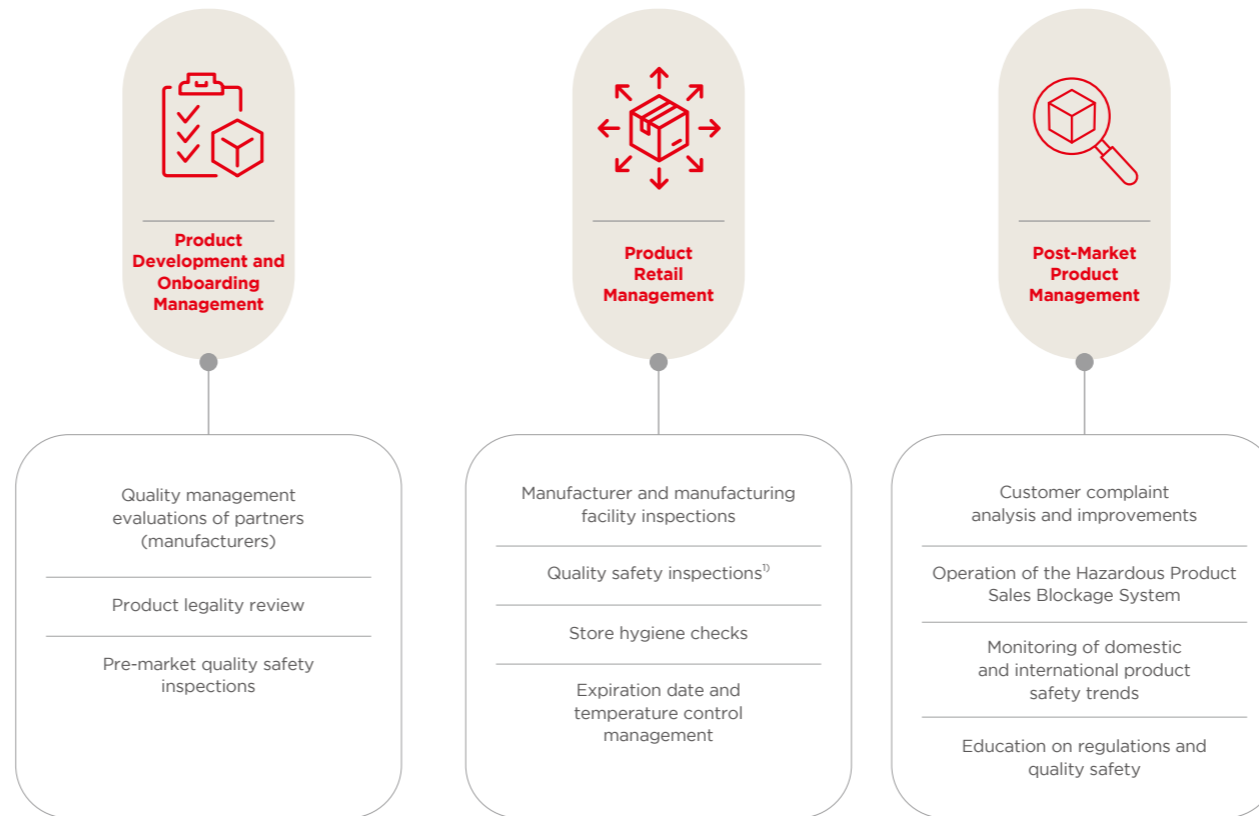 Product
Development and
Onboarding
Management
Quality management
evaluations of partners
(manufacturers)
Product legality review
Pre-market quality safety
inspections
Product
Retail
Management
Manufacturer and manufacturing
facility inspections
Quality safety inspections¹⁾
Store hygiene checks
Expiration date and
temperature control
management
Post-Market
Product
Management
Customer complaint
analysis and improvements
Operation of the Hazardous Product
Sales Blockage System
Monitoring of domestic
and international product
safety trends
Education on regulations and
quality safety